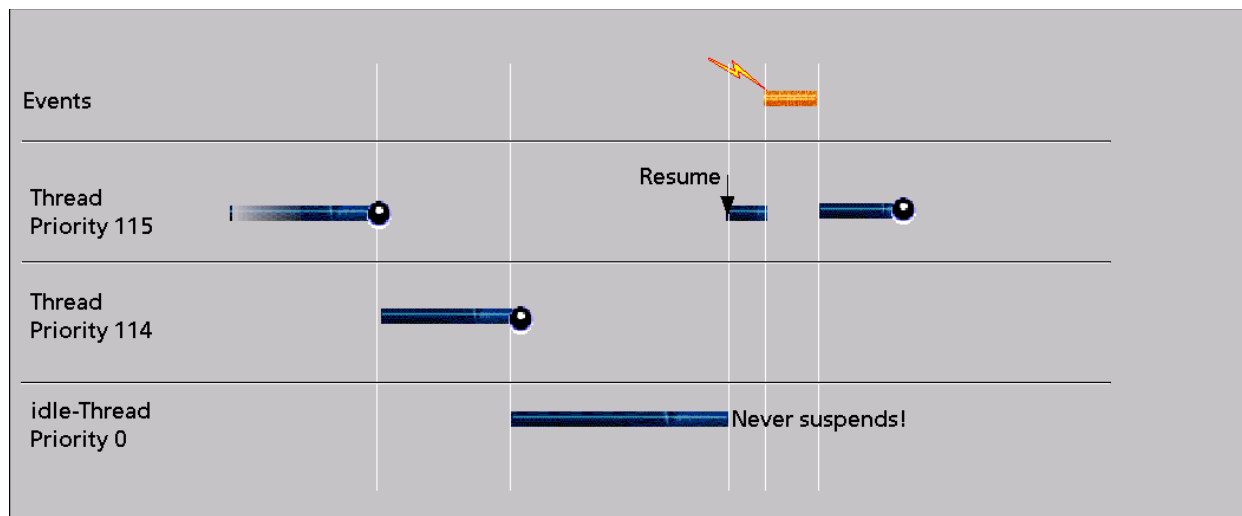 Events
Resume
Thread
Priority 115
Thread
Priority 114
idle-Thread
Priority 0
Never suspends!